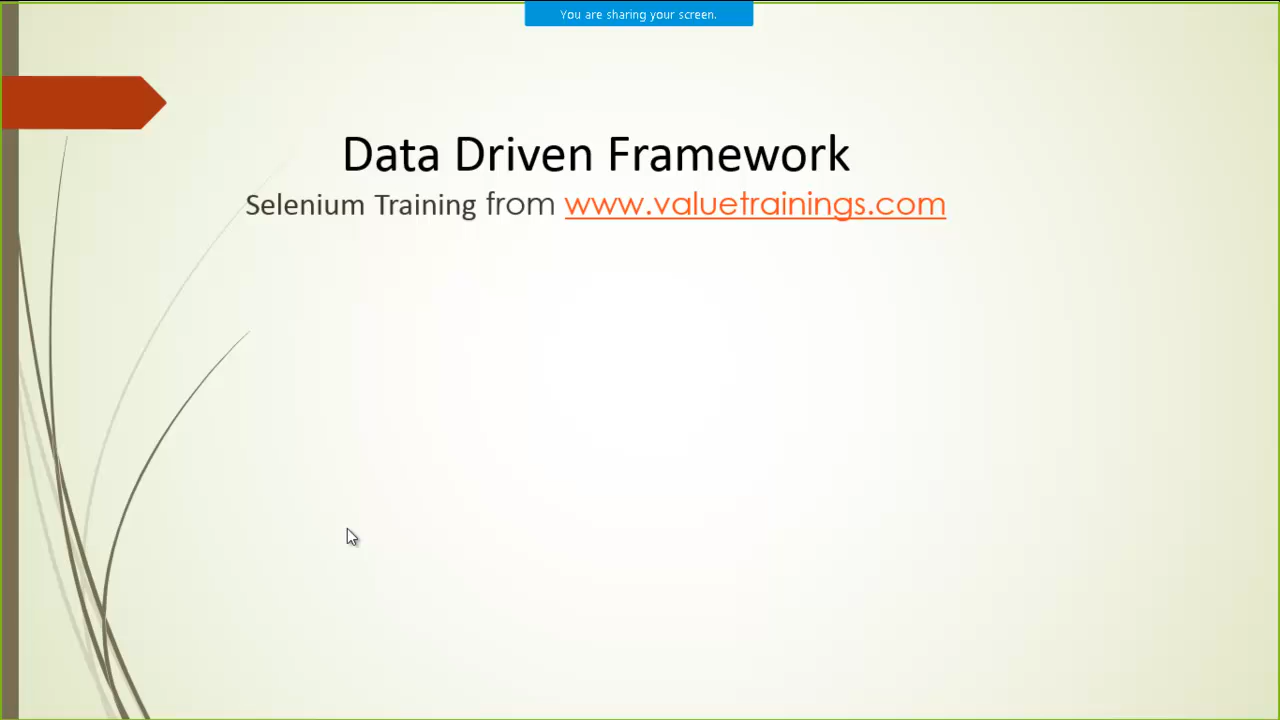 You are sharing your screen.
Data Driven Framework
Selenium Training from www.valuetrainings.com